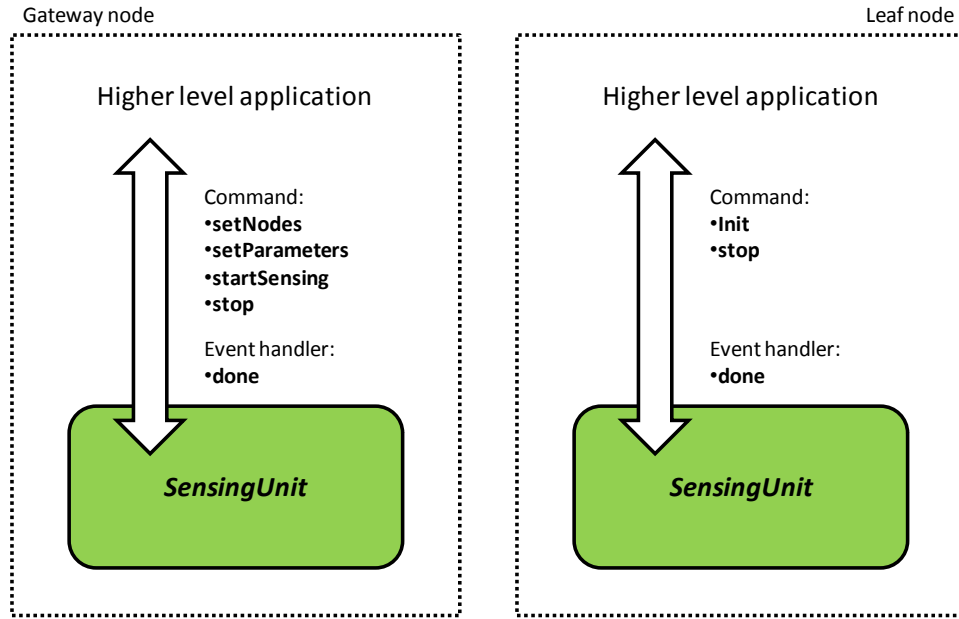 Gateway node
Higher level application
Command:
•setNodes
•setParameters
•startSensing
•stop
Event handler:
•done
SensingUnit
Leaf node
Higher level application
Command:
•Init
•stop
Event handler:
•done
SensingUnit